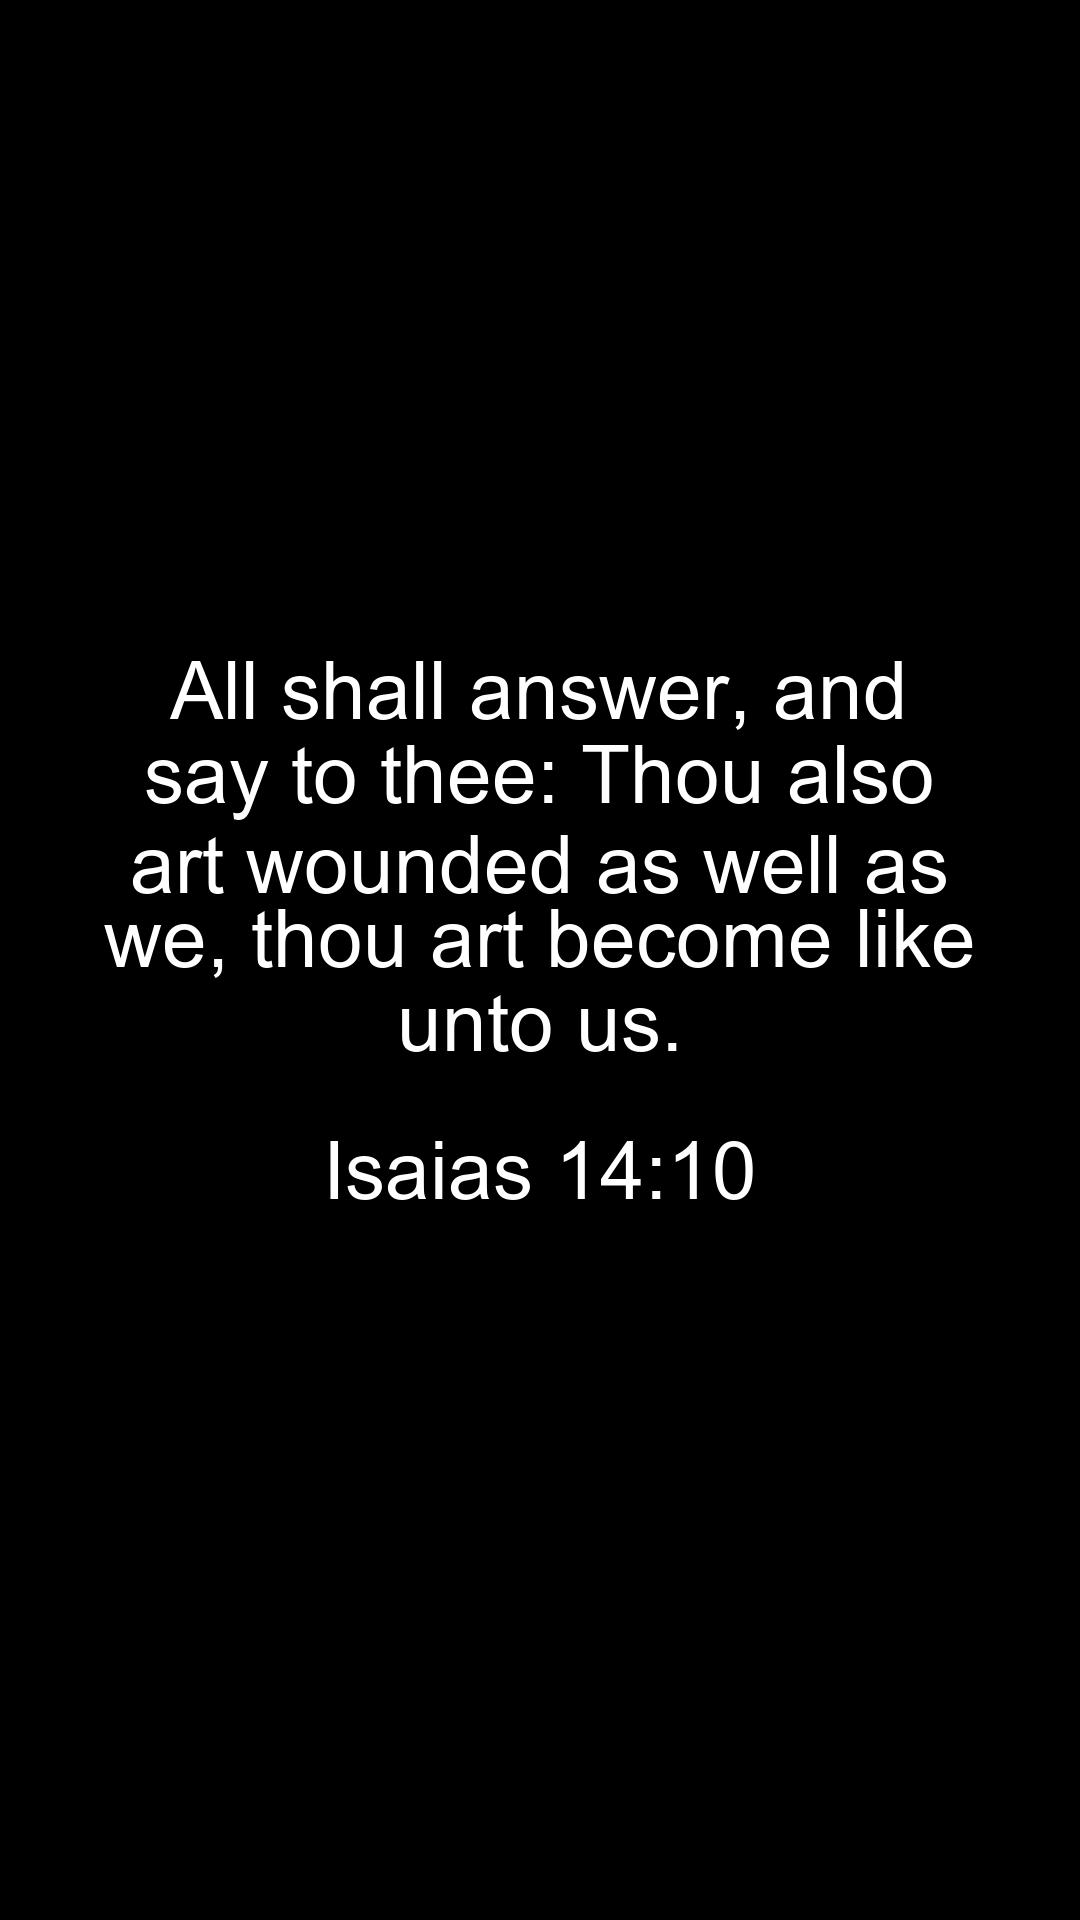 All shall answer, and
say to thee: Thou also
art wounded as well as
we, thou art become like
unto us.
Isaias 14:10